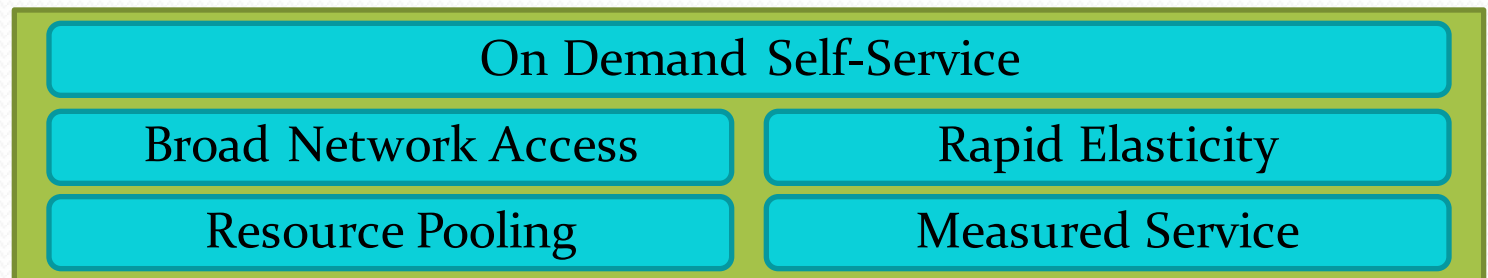 On Demand Self-Service
Broad Network Access
Rapid Elasticity
Resource Pooling
Measured Service